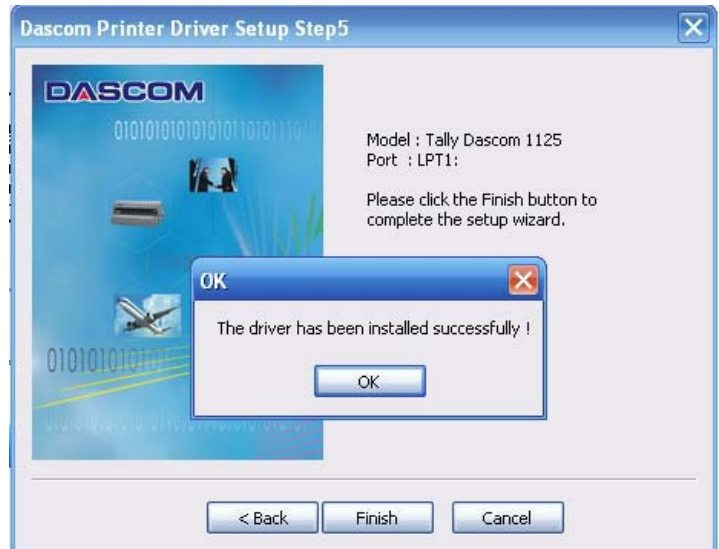 Dascom Printer Driver Setup Step5
DASCOM
Model : Tally Dascom 1125
Port : LPT1:
Please click the Finish button to
complete the setup wizard.
OK
The driver has been installed successfully !
OK
< Back
Finish
Cancel